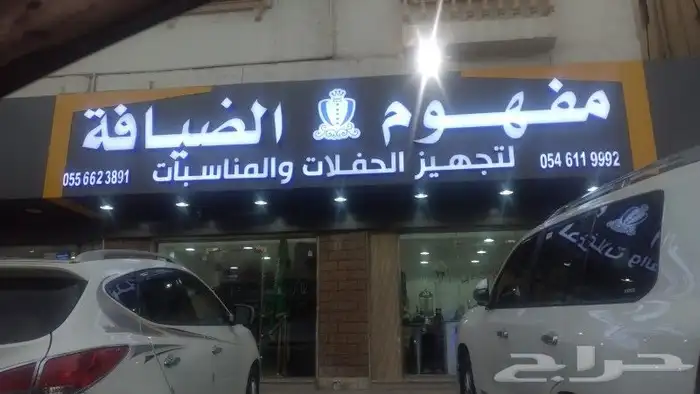 مفهوم الضيافة
لتجهيز الحفلات والمناسبات
054 611 9992
055 662 3891
حراج